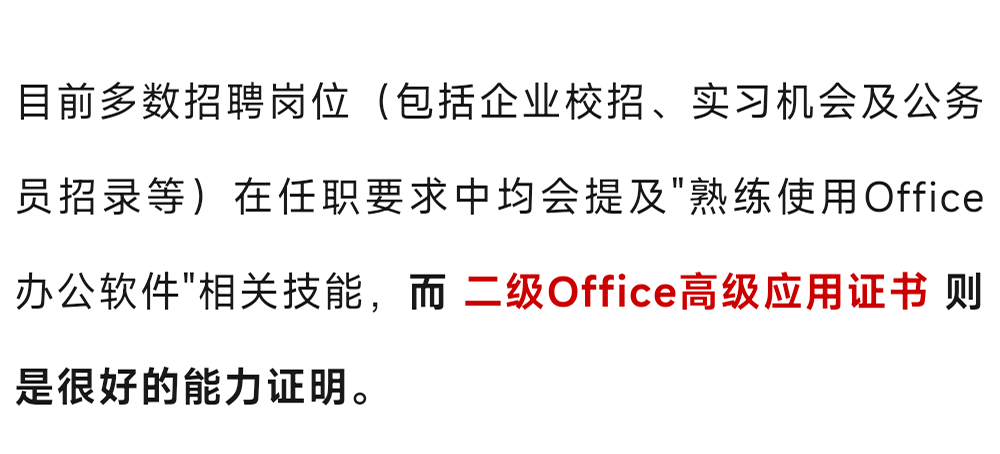 目前多数招聘岗位（包括企业校招、实习机会及公务
员招录等）在任职要求中均会提及"熟练使用Office
办公软件"相关技能，而 二级Office高级应用证书 则
是很好的能力证明。